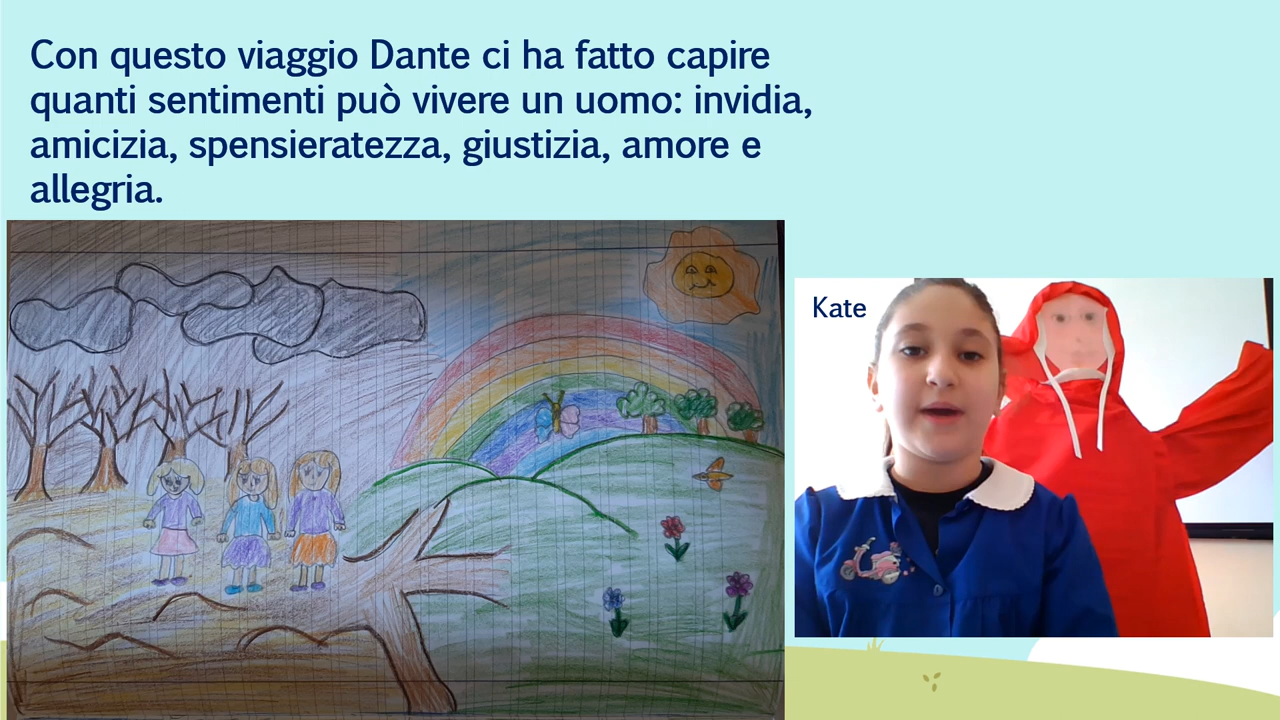 Con questo viaggio Dante ci ha fatto capire
quanti sentimenti può vivere un uomo: invidia,
amicizia, spensieratezza, giustizia, amore e
allegria.
Kate